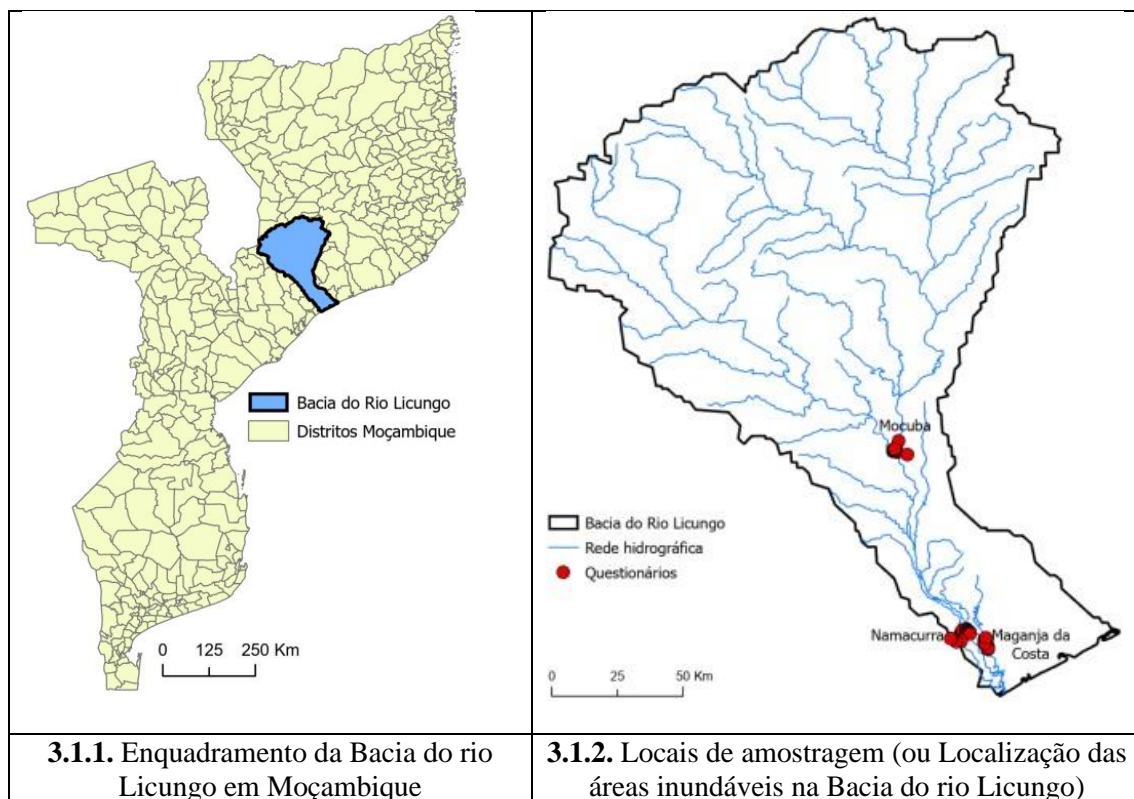 Bacia do Rio Licungo
Distritos Moçambique
0 125 250 Km
Mocuba
Bacia do Rio Licungo
Rede hidrográfica
Questionários
Namacurra
Maganja da
Costa
0 25 50 Km
3.1.1. Enquadramento da Bacia do rio
Licungo em Moçambique
3.1.2. Locais de amostragem (ou Localização das
áreas inundáveis na Bacia do rio Licungo)